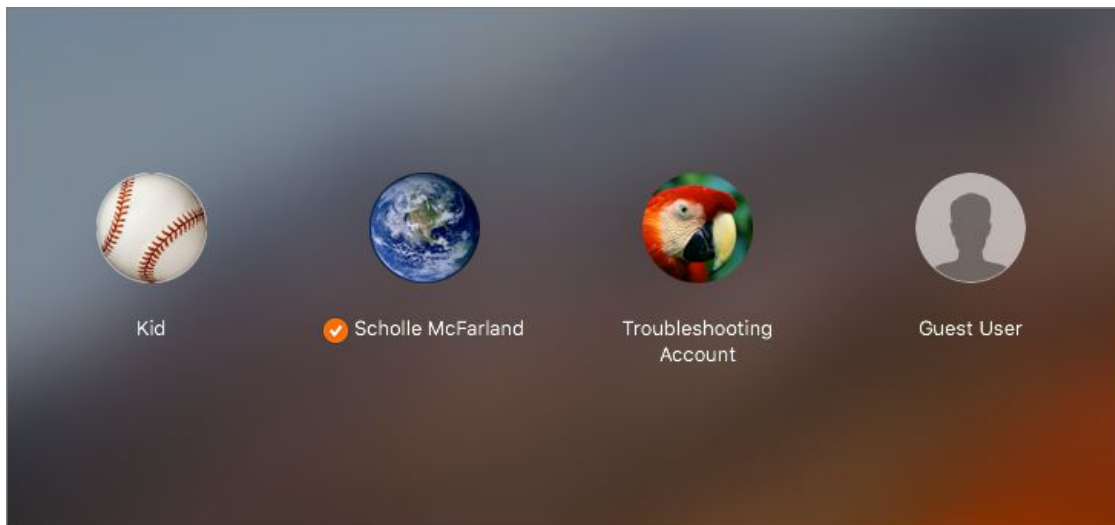 Kid
Scholle McFarland
Troubleshooting
Account
Guest User